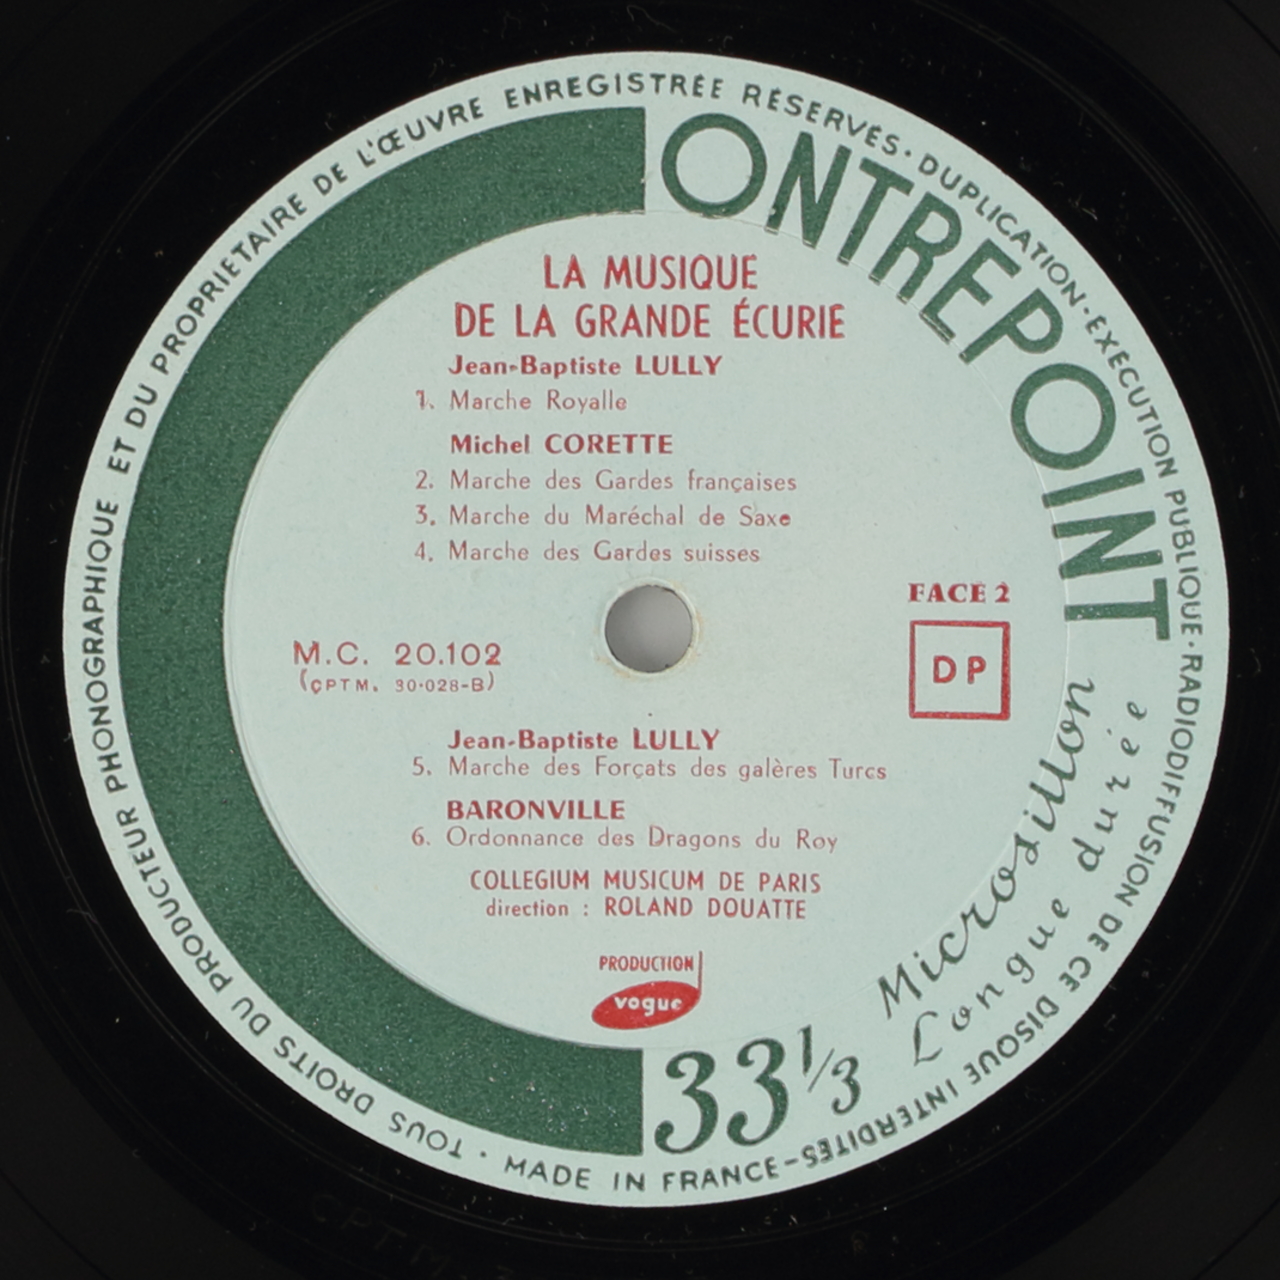 TOUS DROITS DU PRODUCTEUR PHONOGRAPHIQUE ET DU PROPRIÉTAIRE DE L'ŒUVRE ENREGISTRÉE RÉSERVÉS · DUPLICATION · EXÉCUTION PUBLIQUE · RADIODIFFUSION DE CE DISQUE INTERDITES - MADE IN FRANCE ·
CONTREPOINT
LA MUSIQUE
DE LA GRANDE ÉCURIE
Jean-Baptiste LULLY
1. Marche Royalle
Michel CORETTE
2. Marche des Gardes françaises
3. Marche du Maréchal de Saxe
4. Marche des Gardes suisses
FACE 2
M.C. 20.102
(CPTM. 30-028-B)
DP
Jean-Baptiste LULLY
5. Marche des Forçats des galères Turcs
BARONVILLE
6. Ordonnance des Dragons du Roy
COLLEGIUM MUSICUM DE PARIS
direction : ROLAND DOUATTE
PRODUCTION
vogue
33 1/3
Microsillon
Longue durée